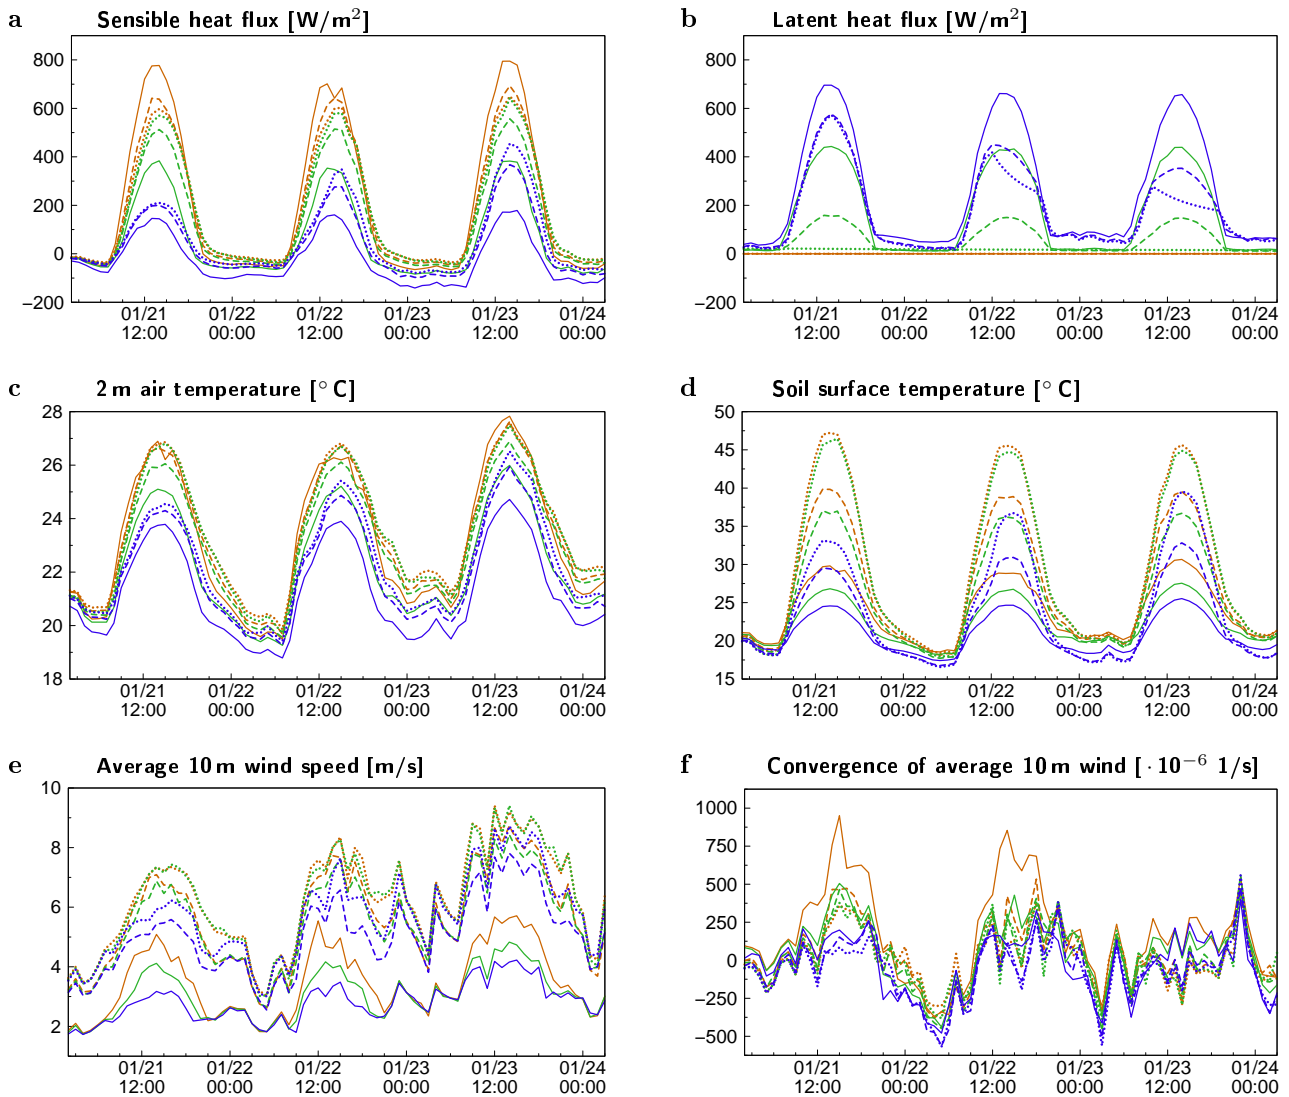 a Sensible heat flux [W/m²]
800
600
400
200
0
−200
01/21 01/22 01/22 01/23 01/23 01/24
12:00 00:00 12:00 00:00 12:00 00:00
b Latent heat flux [W/m²]
800
600
400
200
0
−200
01/21 01/22 01/22 01/23 01/23 01/24
12:00 00:00 12:00 00:00 12:00 00:00
c 2 m air temperature [° C]
28
26
24
22
20
18
01/21 01/22 01/22 01/23 01/23 01/24
12:00 00:00 12:00 00:00 12:00 00:00
d Soil surface temperature [° C]
50
45
40
35
30
25
20
15
01/21 01/22 01/22 01/23 01/23 01/24
12:00 00:00 12:00 00:00 12:00 00:00
e Average 10 m wind speed [m/s]
10
8
6
4
2
01/21 01/22 01/22 01/23 01/23 01/24
12:00 00:00 12:00 00:00 12:00 00:00
f Convergence of average 10 m wind [ · 10⁻⁶ 1/s]
1000
750
500
250
0
−250
−500
01/21 01/22 01/22 01/23 01/23 01/24
12:00 00:00 12:00 00:00 12:00 00:00